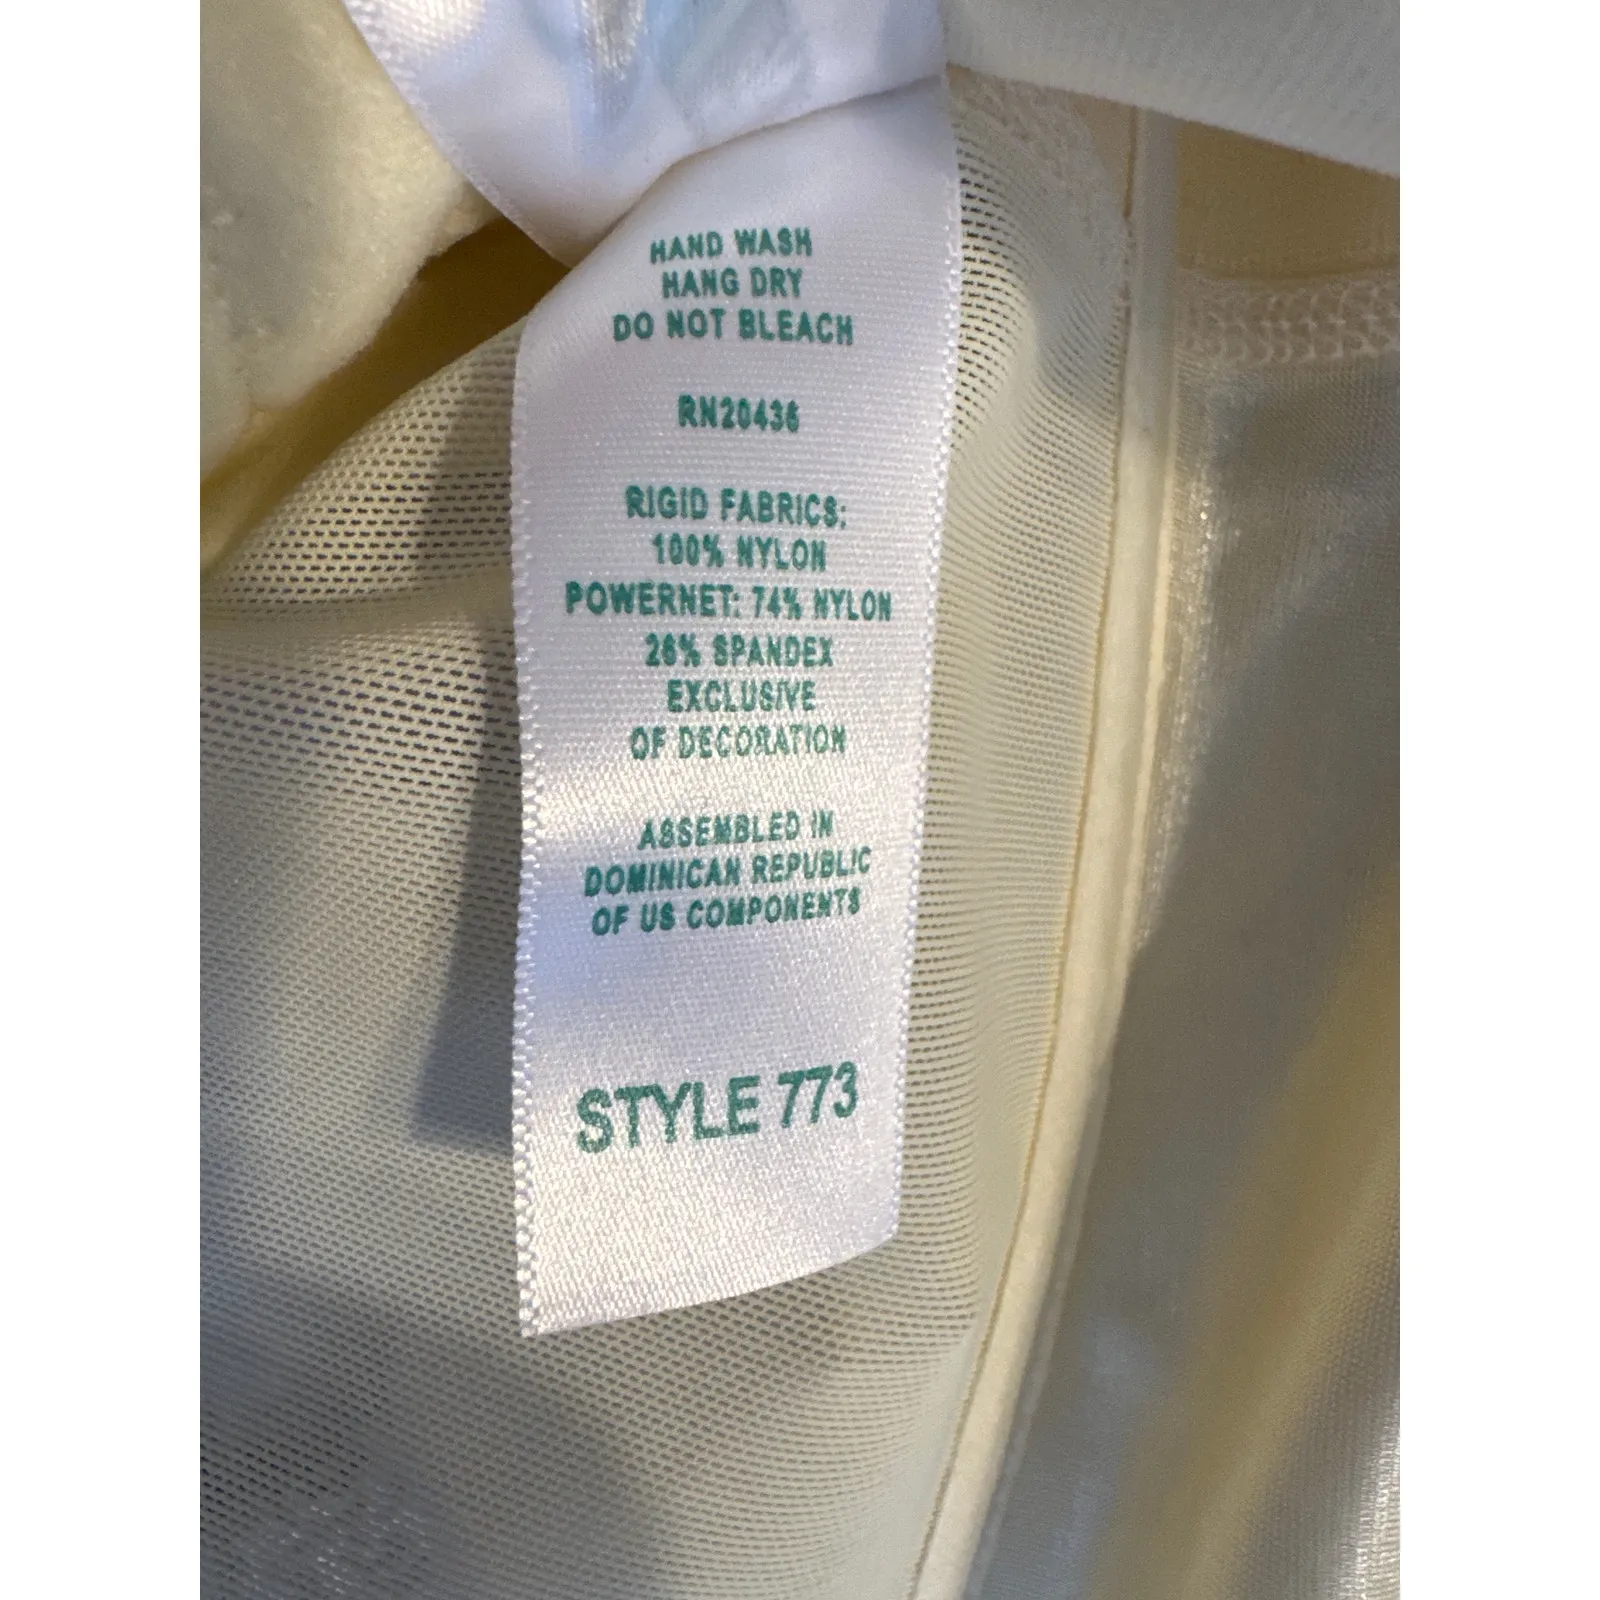 HAND WASH
HANG DRY
DO NOT BLEACH
RN20436
RIGID FABRICS:
100% NYLON
POWERNET: 74% NYLON
26% SPANDEX
EXCLUSIVE
OF DECORATION
ASSEMBLED IN
DOMINICAN REPUBLIC
OF US COMPONENTS
STYLE 773